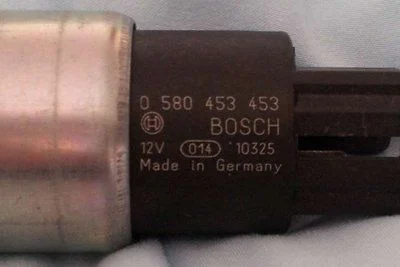 0 580 453 453
BOSCH
12V 014 10325
Made in Germany